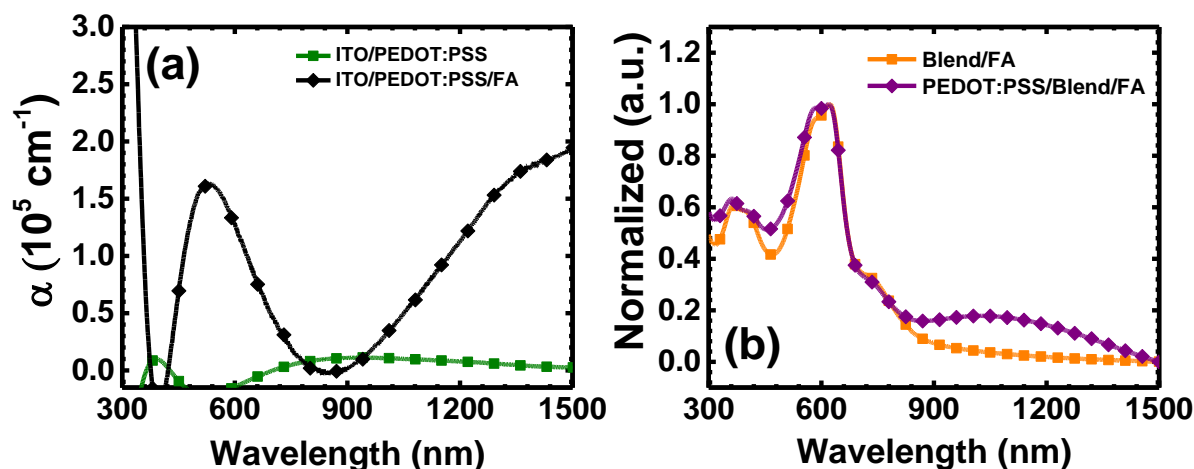 (a)
ITO/PEDOT:PSS
ITO/PEDOT:PSS/FA
α (10⁵ cm⁻¹)
3.0
2.5
2.0
1.5
1.0
0.5
0.0
300 600 900 1200 1500
Wavelength (nm)
(b)
Blend/FA
PEDOT:PSS/Blend/FA
Normalized (a.u.)
1.2
1.0
0.8
0.6
0.4
0.2
0.0
300 600 900 1200 1500
Wavelength (nm)